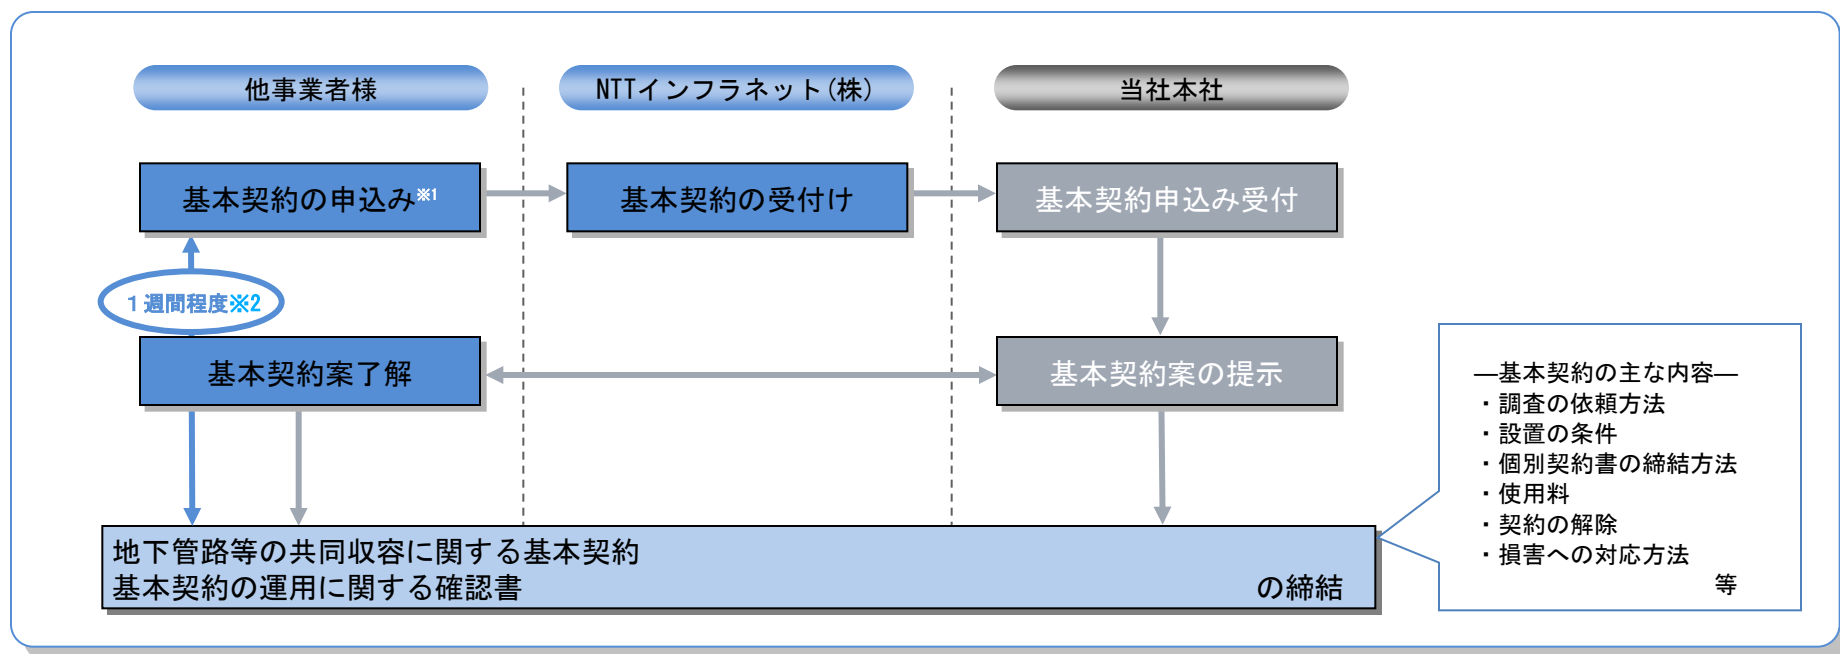 他事業者様
NTTインフラネット(株)
当社本社
基本契約の申込み※1
基本契約の受付け
基本契約申込み受付
1週間程度※2
基本契約案了解
基本契約案の提示
地下管路等の共同収容に関する基本契約
基本契約の運用に関する確認書 の締結
―基本契約の主な内容―
・調査の依頼方法
・設置の条件
・個別契約書の締結方法
・使用料
・契約の解除
・損害への対応方法
等